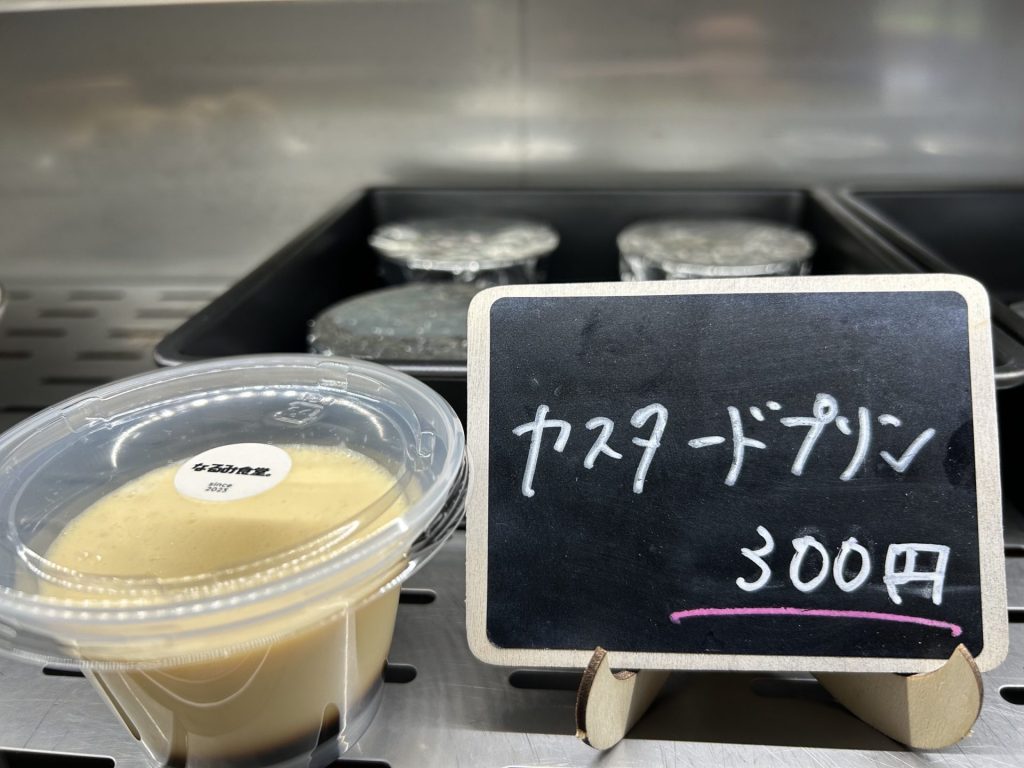 なるみ食堂。
since
2023
カスタードプリン
300円